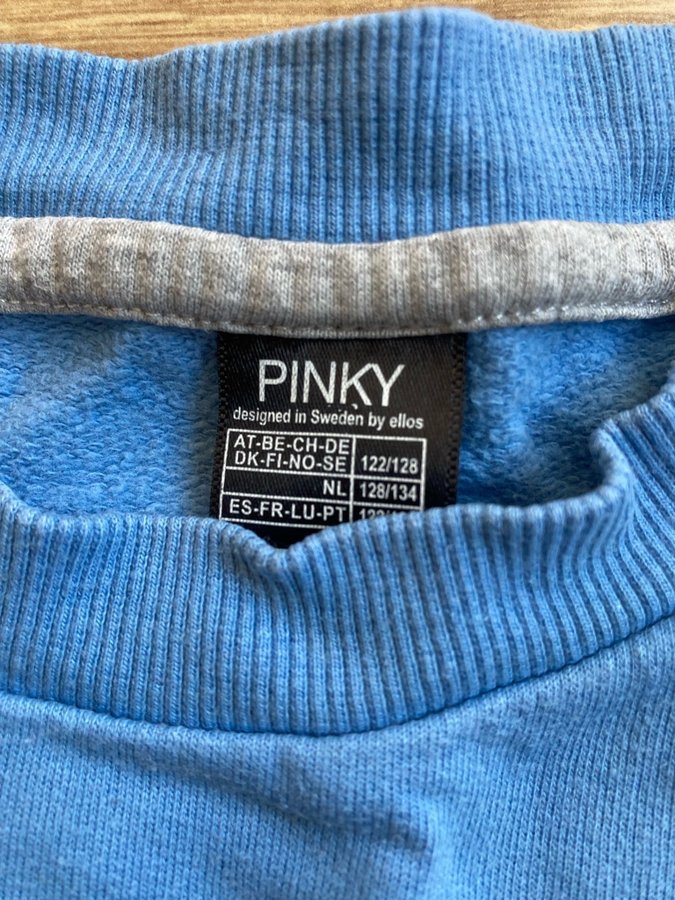 PINKY
designed in Sweden by ellos
AT-BE-CH-DE
DK-FI-NO-SE 122/128
NL 128/134
ES-FR-LU-PT